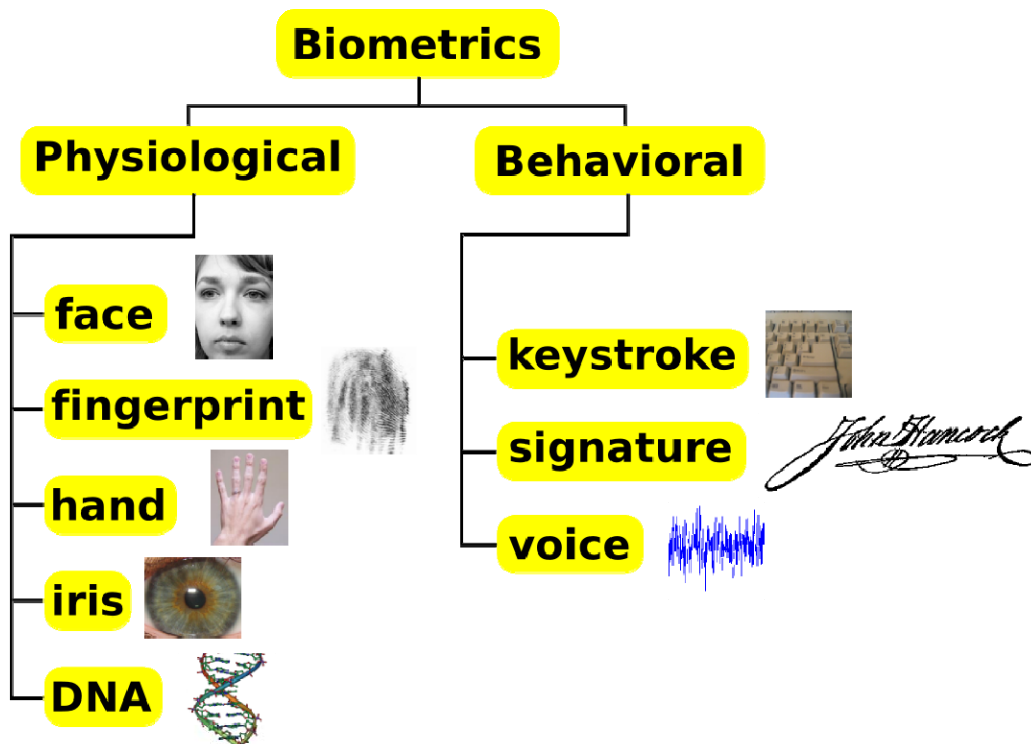 Biometrics
Physiological
Behavioral
face
fingerprint
hand
iris
DNA
keystroke
signature
John Hancock
voice